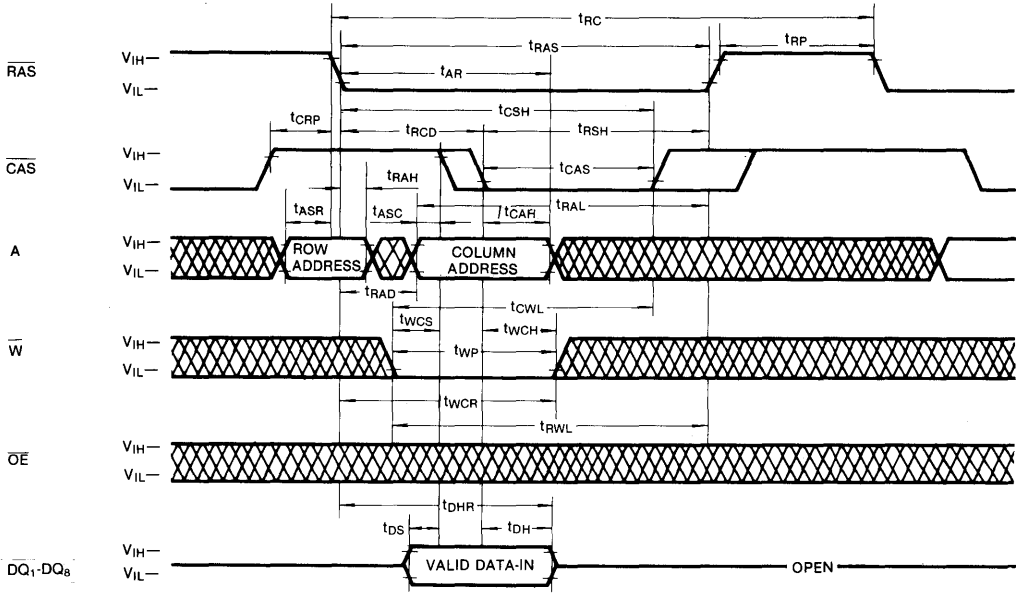 tRC
tRAS
tRP
RAS
VIH
VIL
tAR
tCSH
tCRP
tRCD
tRSH
CAS
VIH
VIL
tCAS
tRAH
tRAL
tASR
tASC
tCAH
A
VIH
VIL
ROW
ADDRESS
COLUMN
ADDRESS
tRAD
tCWL
tWCS
tWCH
W
VIH
VIL
tWP
tWCR
tRWL
OE
VIH
VIL
tDHR
tDS
tDH
DQ1-DQ8
VIH
VIL
VALID DATA-IN
OPEN